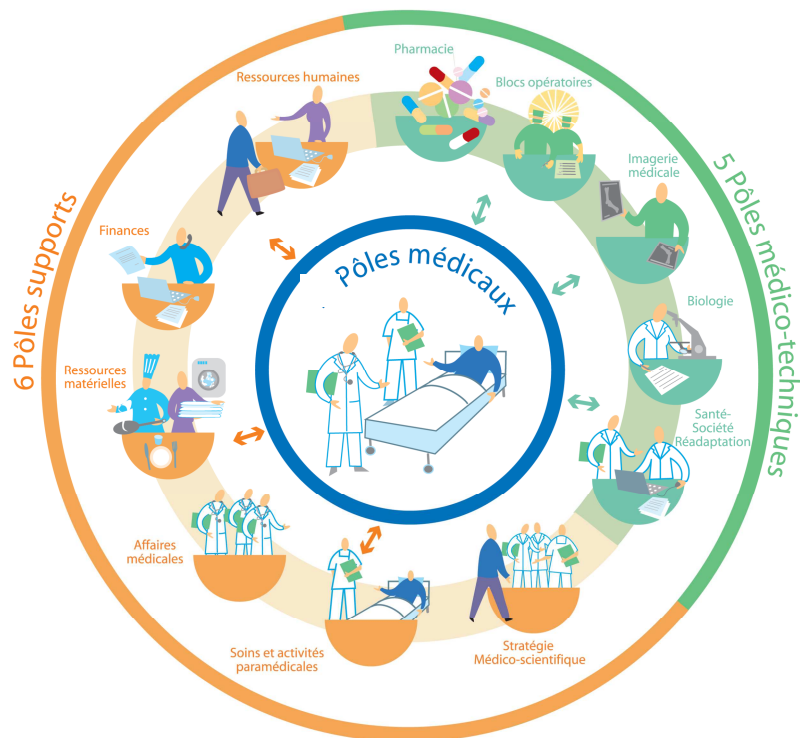 Pharmacie
Ressources humaines
Blocs opératoires
Imagerie
médicale
5 Pôles médico-techniques
6 Pôles supports
Finances
Pôles médicaux
Biologie
Ressources
matérielles
Santé-
Société
Réadaptation
Affaires
médicales
Soins et activités
paramédicales
Stratégie
Médico-scientifique